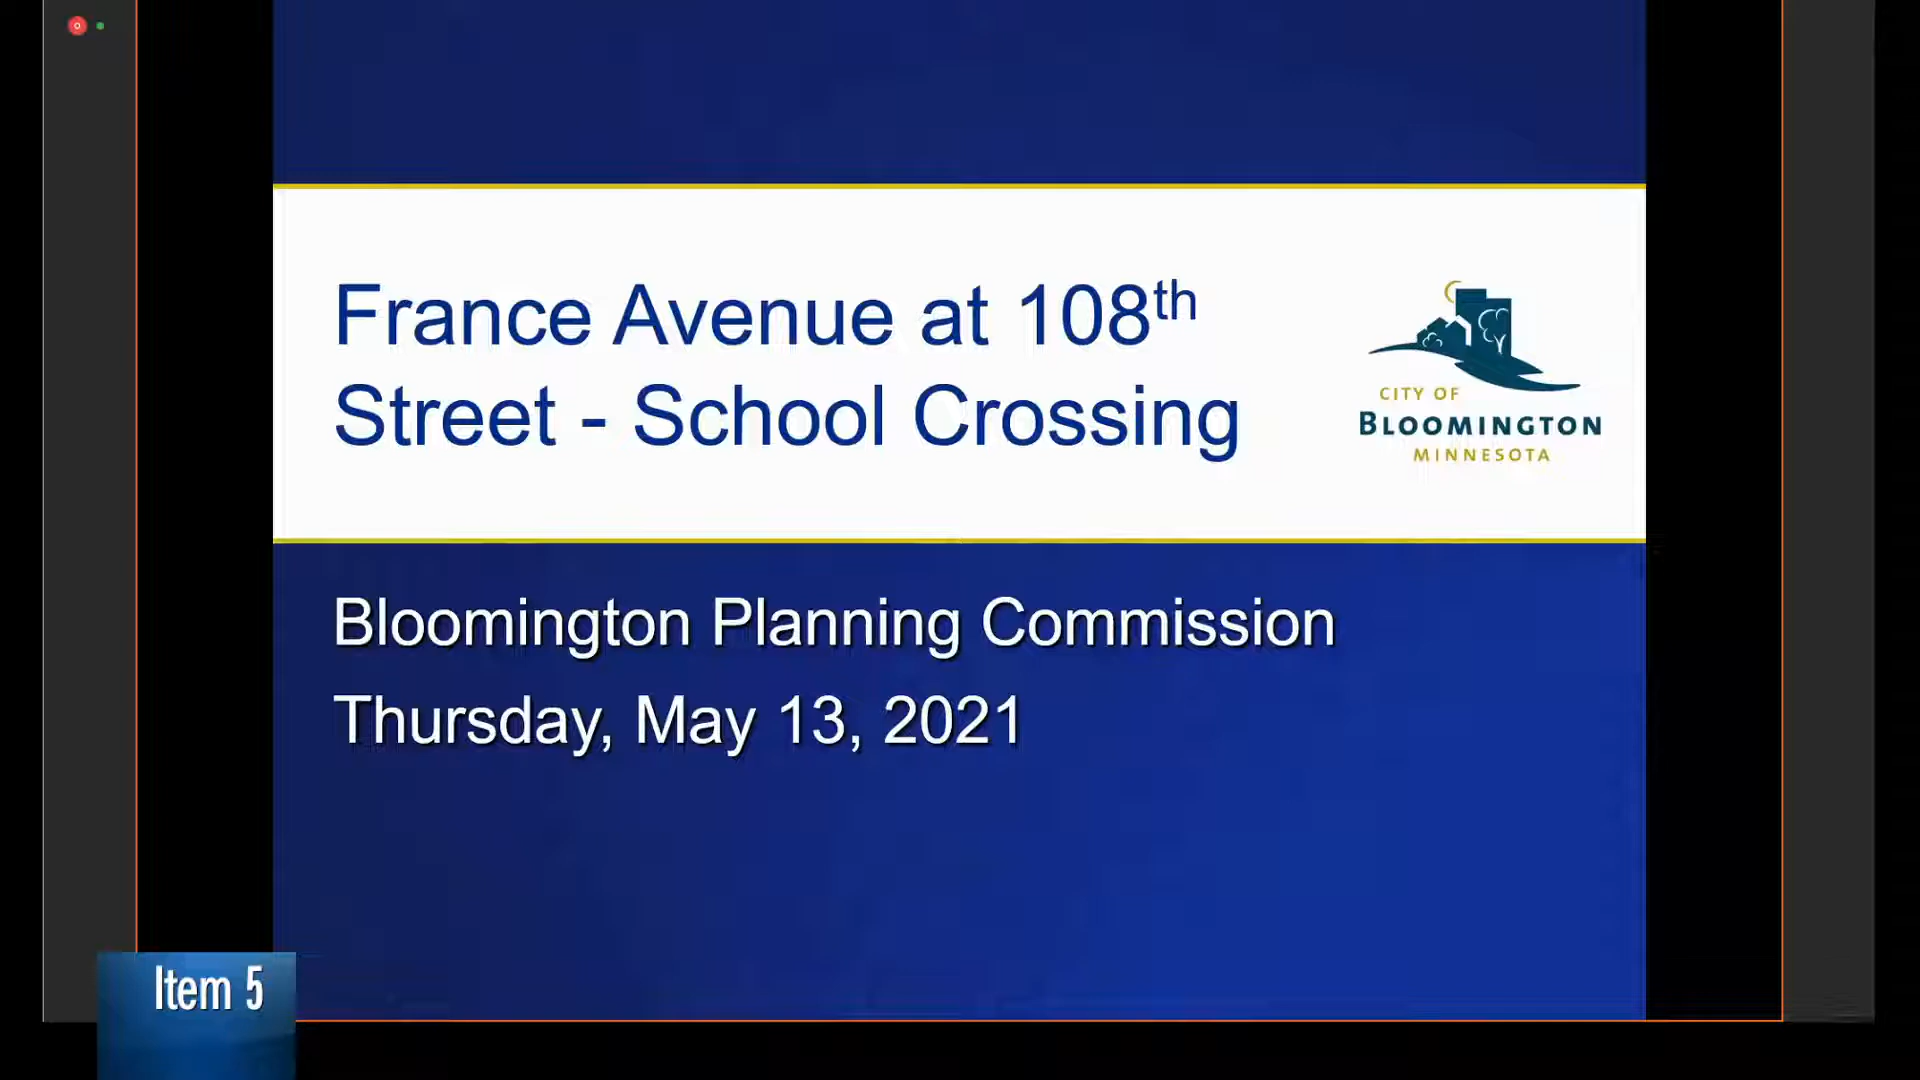 France Avenue at 108th
Street - School Crossing
CITY OF
BLOOMINGTON
MINNESOTA
Bloomington Planning Commission
Thursday, May 13, 2021
Item 5